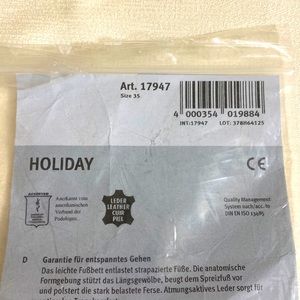 Art. 17947
Size 35
4 000354 019884
INT:17947 LOT: 378H64125
HOLIDAY
CE
ACCEPTED
LEDER
LEATHER
CUIR
PIEL
Anerkannt vom
amerikanischen
Verband der
Podologen.
Quality Management
System nach/acc. to
DIN EN ISO 13485
D Garantie für entspanntes Gehen
Das leichte Fußbett entlastet strapazierte Füße. Die anatomische
Formgebung stützt das Längsgewölbe, beugt dem Spreizfuß vor
und polstert die stark belastete Ferse. Atmungsaktives Leder sorgt für